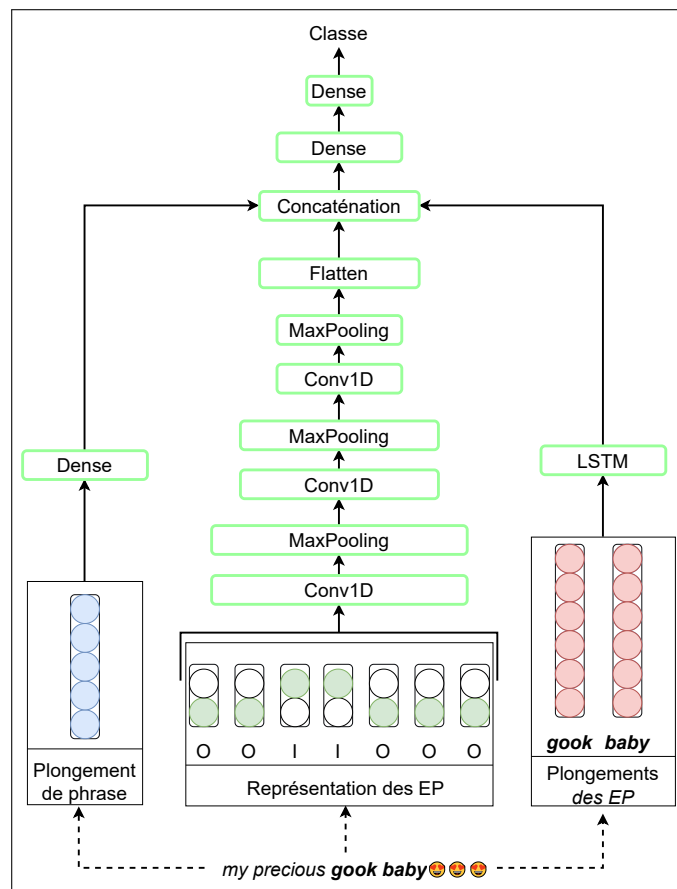 Classe
Dense
Dense
Concaténation
Flatten
MaxPooling
Conv1D
MaxPooling
Dense
Conv1D
LSTM
MaxPooling
Conv1D
O O I I O O O
gook baby
Plongement
de phrase
Représentation des EP
Plongements
des EP
my precious gook baby😍😍😍